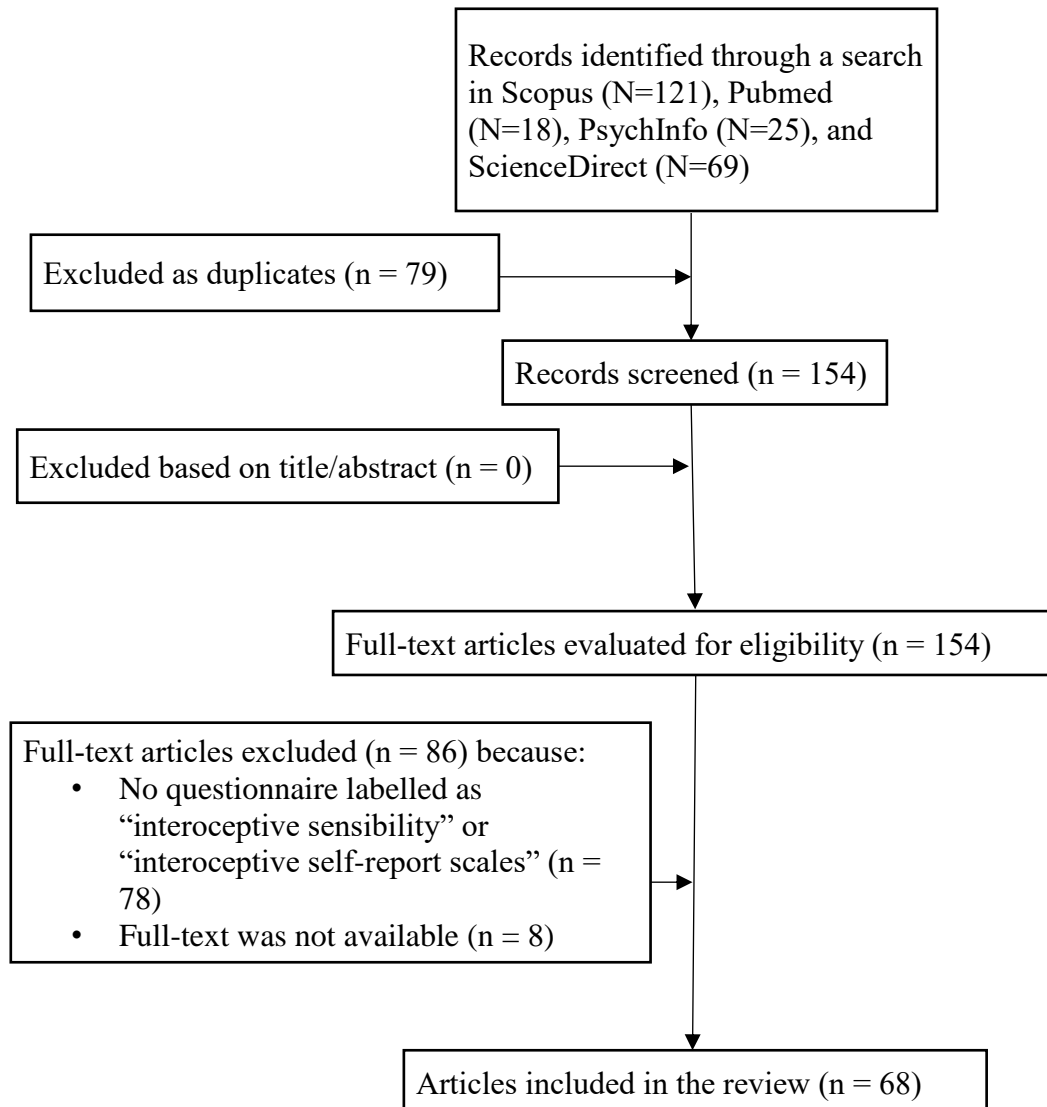 Records identified through a search
in Scopus (N=121), Pubmed
(N=18), PsychInfo (N=25), and
ScienceDirect (N=69)
Excluded as duplicates (n = 79)
Records screened (n = 154)
Excluded based on title/abstract (n = 0)
Full-text articles evaluated for eligibility (n = 154)
Full-text articles excluded (n = 86) because:
• No questionnaire labelled as
“interoceptive sensibility” or
“interoceptive self-report scales” (n =
78)
• Full-text was not available (n = 8)
Articles included in the review (n = 68)